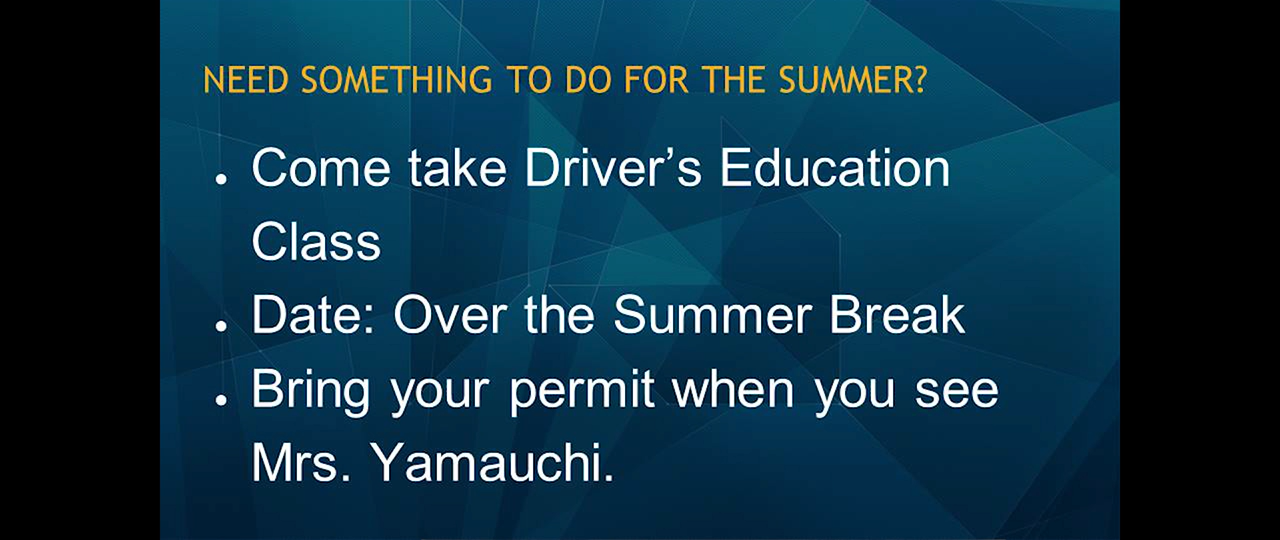 NEED SOMETHING TO DO FOR THE SUMMER?
• Come take Driver’s Education
Class
• Date: Over the Summer Break
• Bring your permit when you see
Mrs. Yamauchi.